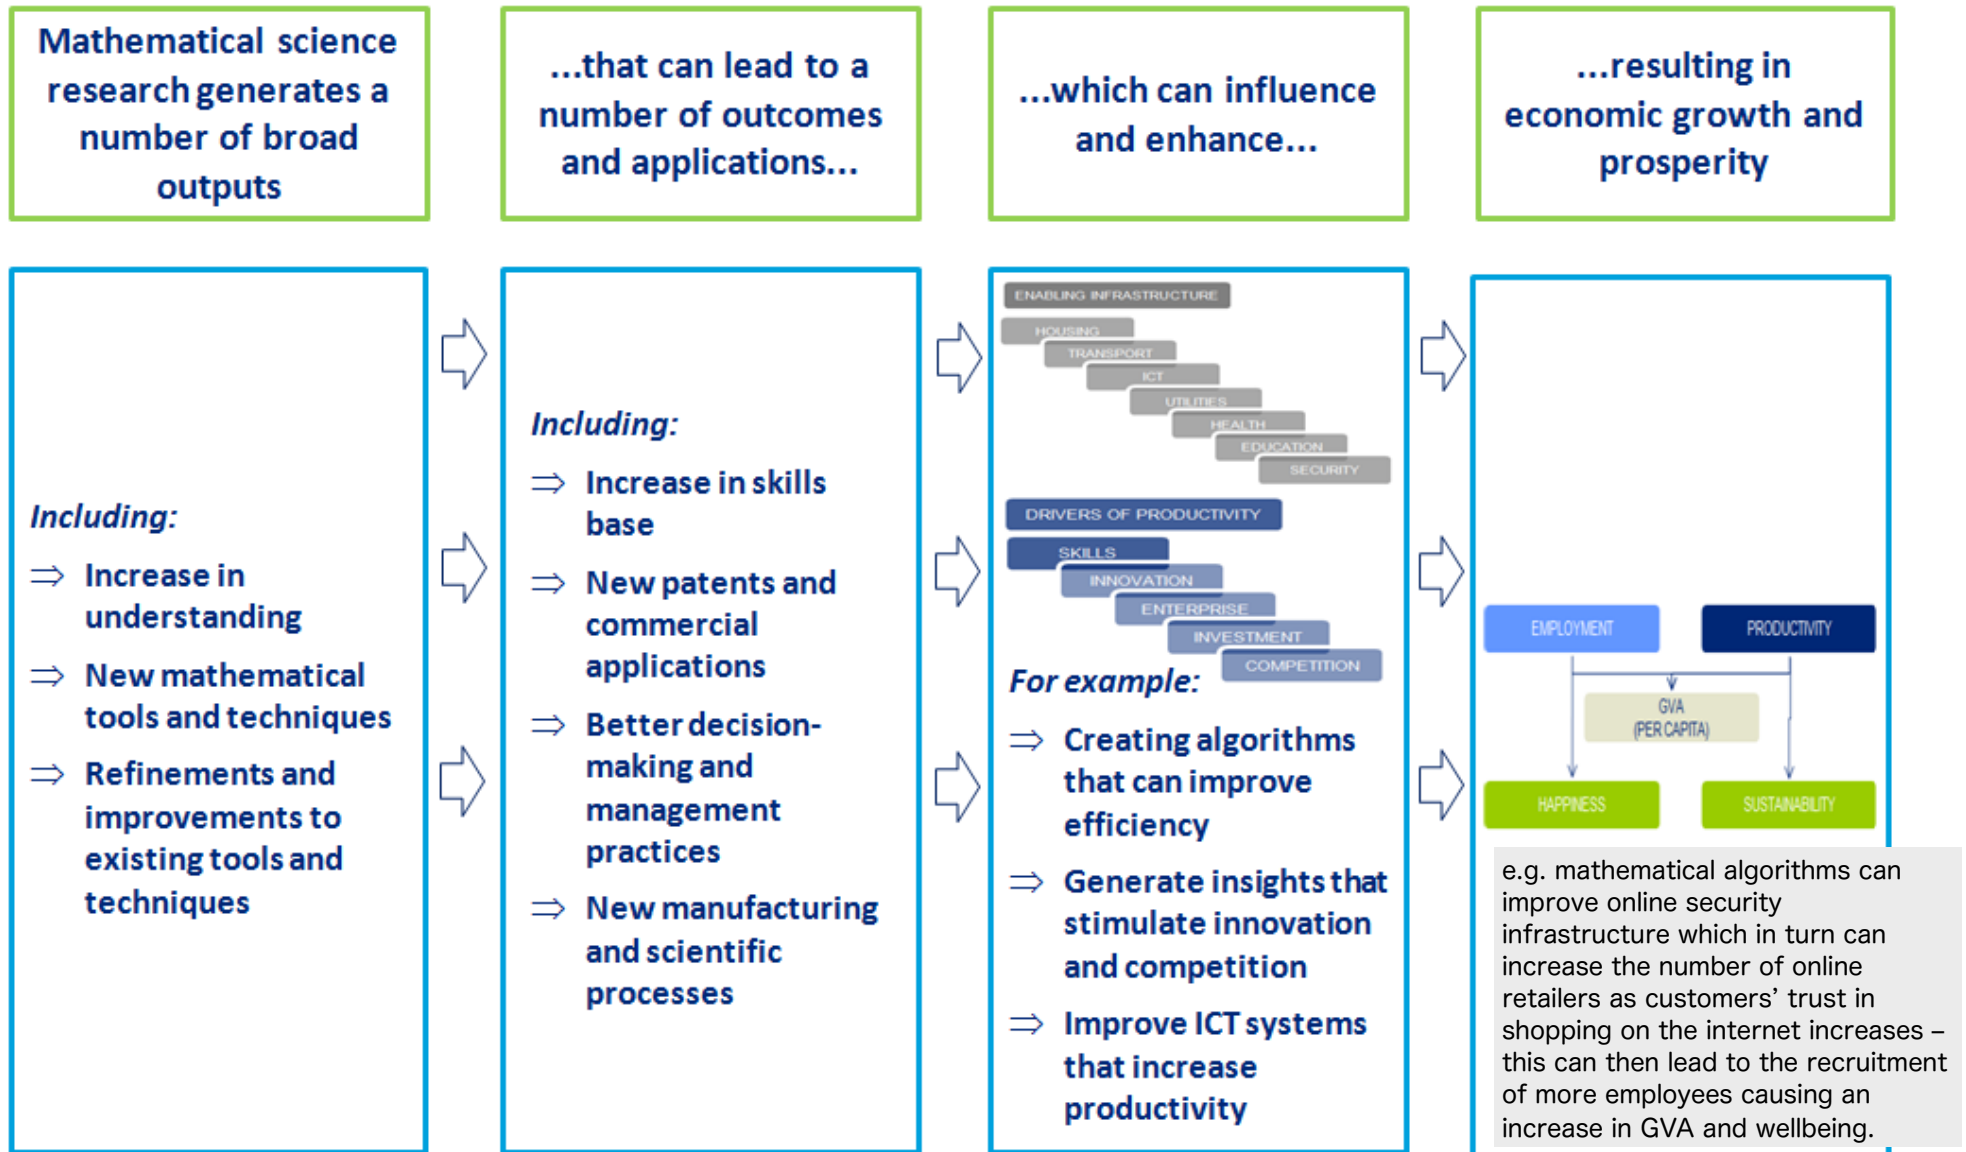 Mathematical science
research generates a
number of broad
outputs
...that can lead to a
number of outcomes
and applications...
...which can influence
and enhance...
...resulting in
economic growth and
prosperity
Including:
⇒ Increase in
understanding
⇒ New mathematical
tools and techniques
⇒ Refinements and
improvements to
existing tools and
techniques
Including:
⇒ Increase in skills
base
⇒ New patents and
commercial
applications
⇒ Better decision-
making and
management
practices
⇒ New manufacturing
and scientific
processes
ENABLING INFRASTRUCTURE
HOUSING
TRANSPORT
ICT
UTILITIES
HEALTH
EDUCATION
SECURITY
DRIVERS OF PRODUCTIVITY
SKILLS
INNOVATION
ENTERPRISE
INVESTMENT
COMPETITION
For example:
⇒ Creating algorithms
that can improve
efficiency
⇒ Generate insights that
stimulate innovation
and competition
⇒ Improve ICT systems
that increase
productivity
EMPLOYMENT
PRODUCTIVITY
GVA
(PER CAPITA)
HAPPINESS
SUSTAINABILITY
e.g. mathematical algorithms can
improve online security
infrastructure which in turn can
increase the number of online
retailers as customers’ trust in
shopping on the internet increases –
this can then lead to the recruitment
of more employees causing an
increase in GVA and wellbeing.